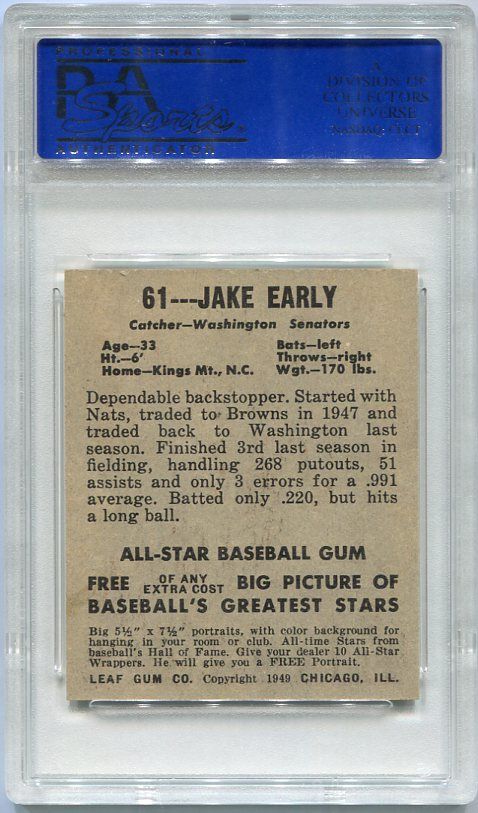 PROFESSIONAL
PSA
Sports
AUTHENTICATOR
A
DIVISION OF
COLLECTORS
UNIVERSE
NASDAQ: CLCT
61---JAKE EARLY
Catcher—Washington Senators
Age—33
Bats—left
Ht.—6'
Throws—right
Home—Kings Mt., N.C.
Wgt.—170 lbs.
Dependable backstopper. Started with
Nats, traded to Browns in 1947 and
traded back to Washington last
season. Finished 3rd last season in
fielding, handling 268 putouts, 51
assists and only 3 errors for a .991
average. Batted only .220, but hits
a long ball.
ALL-STAR BASEBALL GUM
FREE OF ANY EXTRA COST BIG PICTURE OF
BASEBALL'S GREATEST STARS
Big 5½" x 7½" portraits, with color background for
hanging in your room or club. All-time Stars from
baseball's Hall of Fame. Give your dealer 10 All-Star
Wrappers. He will give you a FREE Portrait.
LEAF GUM CO. Copyright 1949 CHICAGO, ILL.